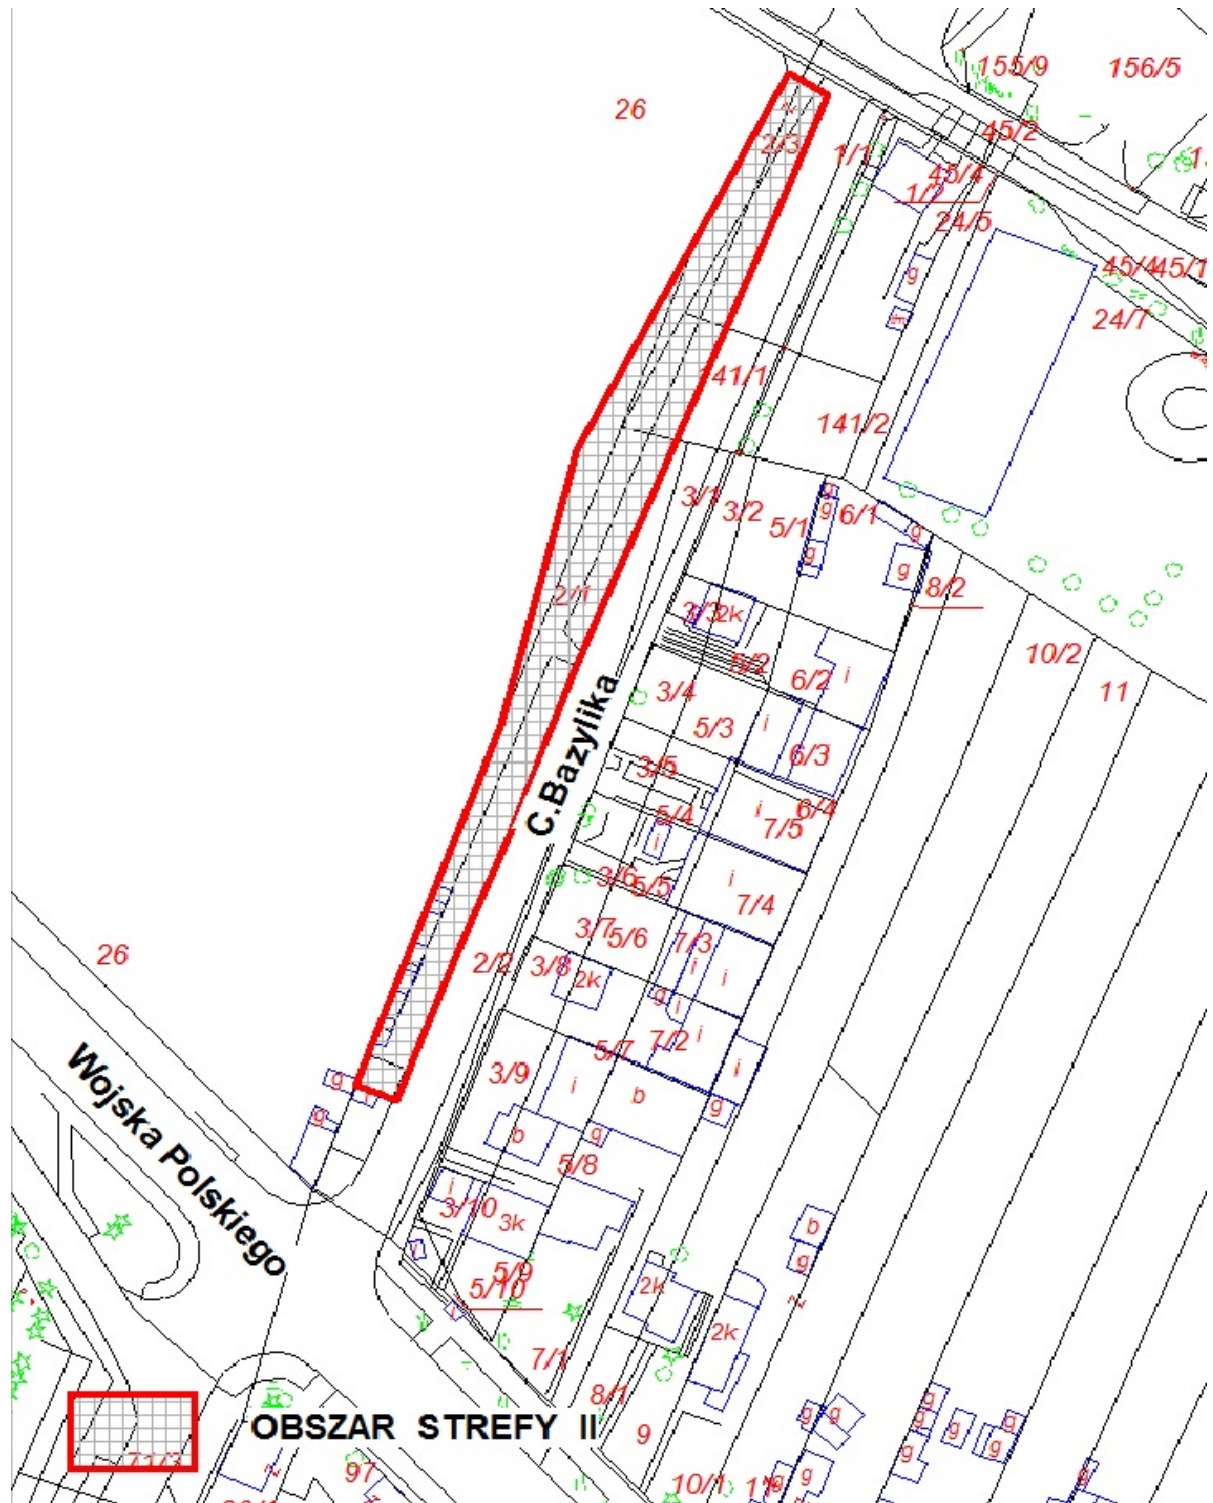 155/9
156/5
26
45/2
2/3
1/1
45/4
1/2
24/5
45/4
45/1
g
24/7
m
141/1
141/2
3/1
3/2
5/1
g
g
6/1
g
g
g
2/1
8/2
3/3
2k
10/2
5/2
6/2
i
11
3/4
5/3
i
6/3
3/5
C.Bazylika
5/4
i
7/5
6/4
i
3/6
5/5
i
7/4
3/7
5/6
7/3
26
2/2
3/8
2k
i
i
g
i
5/7
7/2
i
i
3/9
i
b
g
g
i
g
Wojska Polskiego
b
g
5/8
i
3/10
3k
b
g
i
5/9
5/10
i
2k
2
2k
7/1
8/1
9
g
g
g
g
g
g
g
g
g
g
g
OBSZAR STREFY II
71/3
2
97
10/1